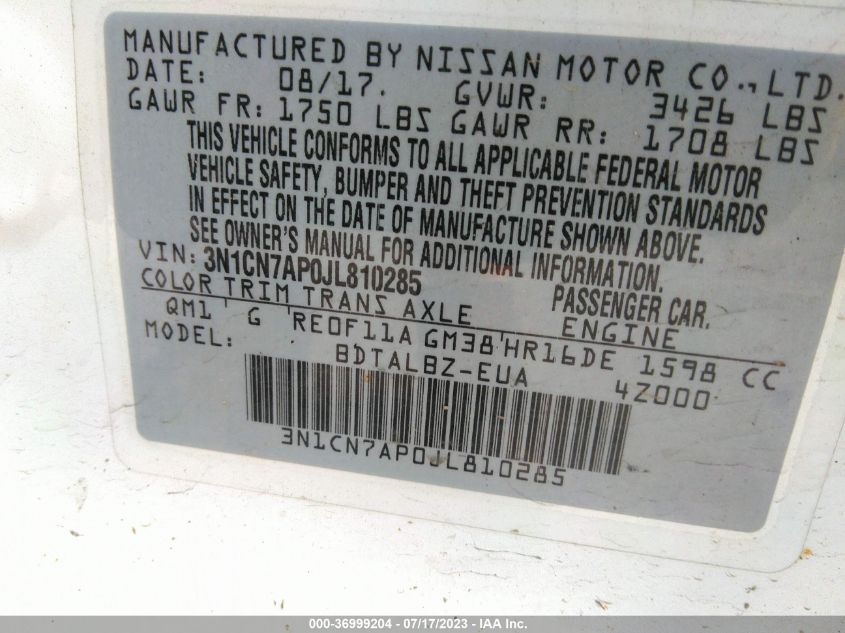 MANUFACTURED BY NISSAN MOTOR CO., LTD.
DATE: 08/17. GVWR: 3426 LBS
GAWR FR: 1750 LBS GAWR RR: 1708 LBS
THIS VEHICLE CONFORMS TO ALL APPLICABLE FEDERAL MOTOR
VEHICLE SAFETY, BUMPER AND THEFT PREVENTION STANDARDS
IN EFFECT ON THE DATE OF MANUFACTURE SHOWN ABOVE.
SEE OWNER'S MANUAL FOR ADDITIONAL INFORMATION.
VIN: 3N1CN7AP0JL810285 PASSENGER CAR.
COLOR TRIM TRANS AXLE ENGINE
QM1 G RE0F11A GM38 HR16DE 1598 CC
MODEL: BDTALBZ-EUA 4Z000
3N1CN7AP0JL810285
000-36999204 - 07/17/2023 - IAA Inc.